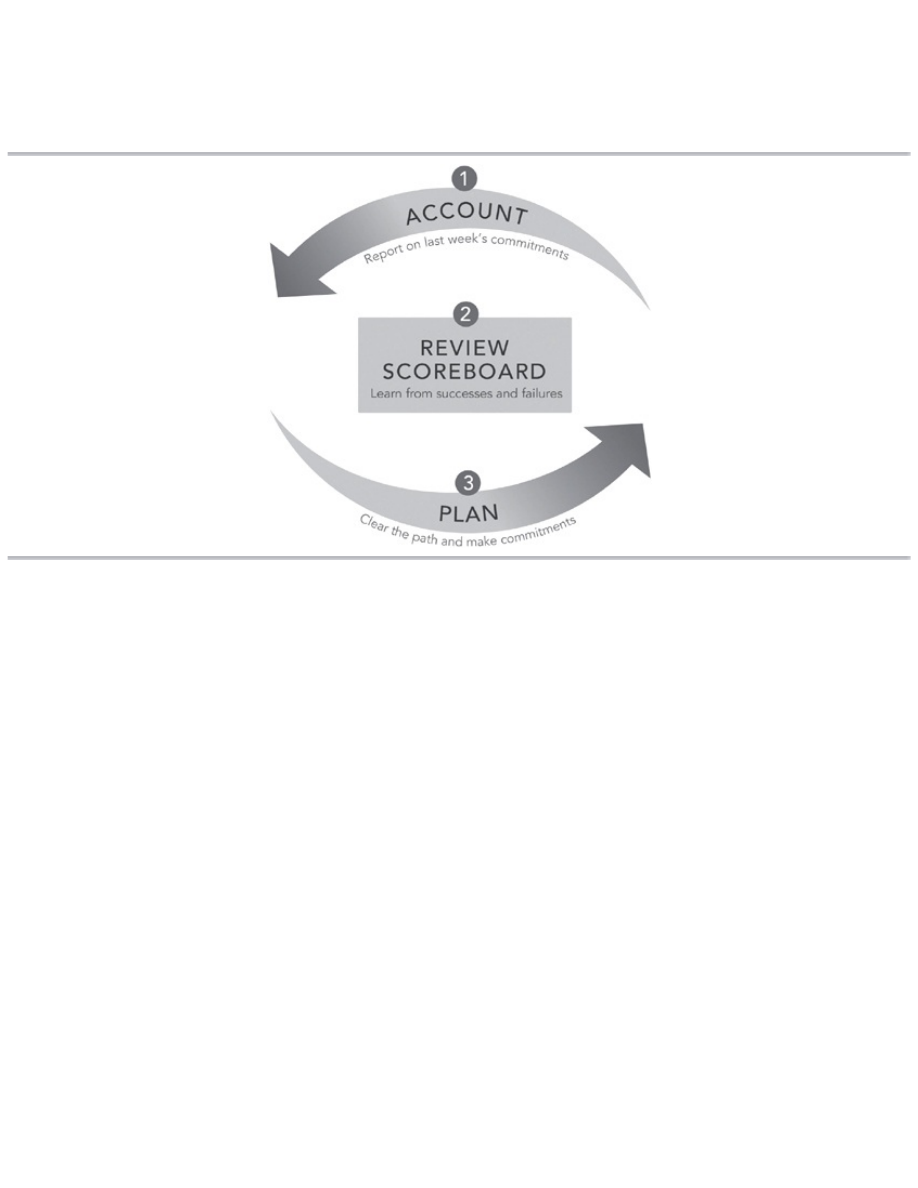 1
ACCOUNT
Report on last week's commitments
2
REVIEW
SCOREBOARD
Learn from successes and failures
3
PLAN
Clear the path and make commitments